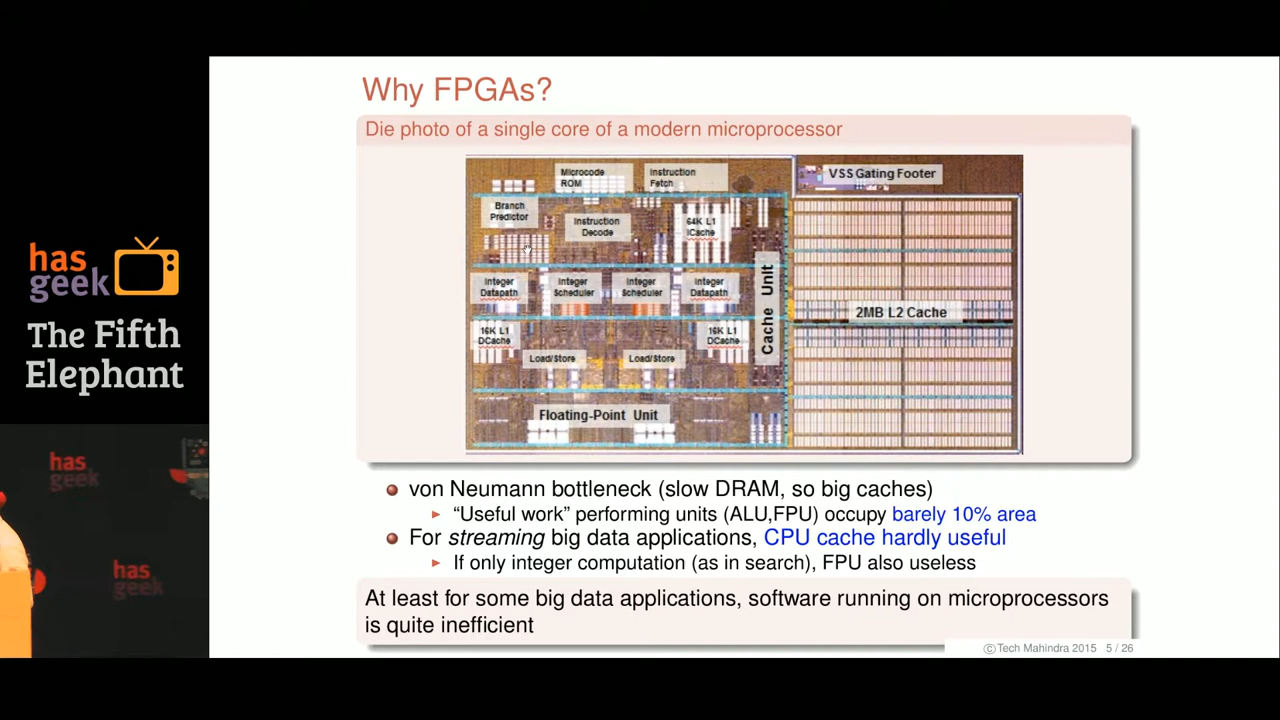 Why FPGAs?
Die photo of a single core of a modern microprocessor
Microcode
ROM
Instruction
Fetch
VSS Gating Footer
Branch
Predictor
Instruction
Decode
64K L1
ICache
Integer
Datapath
Integer
Scheduler
Integer
Scheduler
Integer
Datapath
Cache Unit
2MB L2 Cache
16K L1
DCache
Load/Store
Load/Store
16K L1
DCache
Floating-Point Unit
von Neumann bottleneck (slow DRAM, so big caches)
“Useful work” performing units (ALU,FPU) occupy barely 10% area
For streaming big data applications, CPU cache hardly useful
If only integer computation (as in search), FPU also useless
At least for some big data applications, software running on microprocessors
is quite inefficient
©Tech Mahindra 2015 5 / 26
has
geek
The Fifth
Elephant
has
geek
has
geek